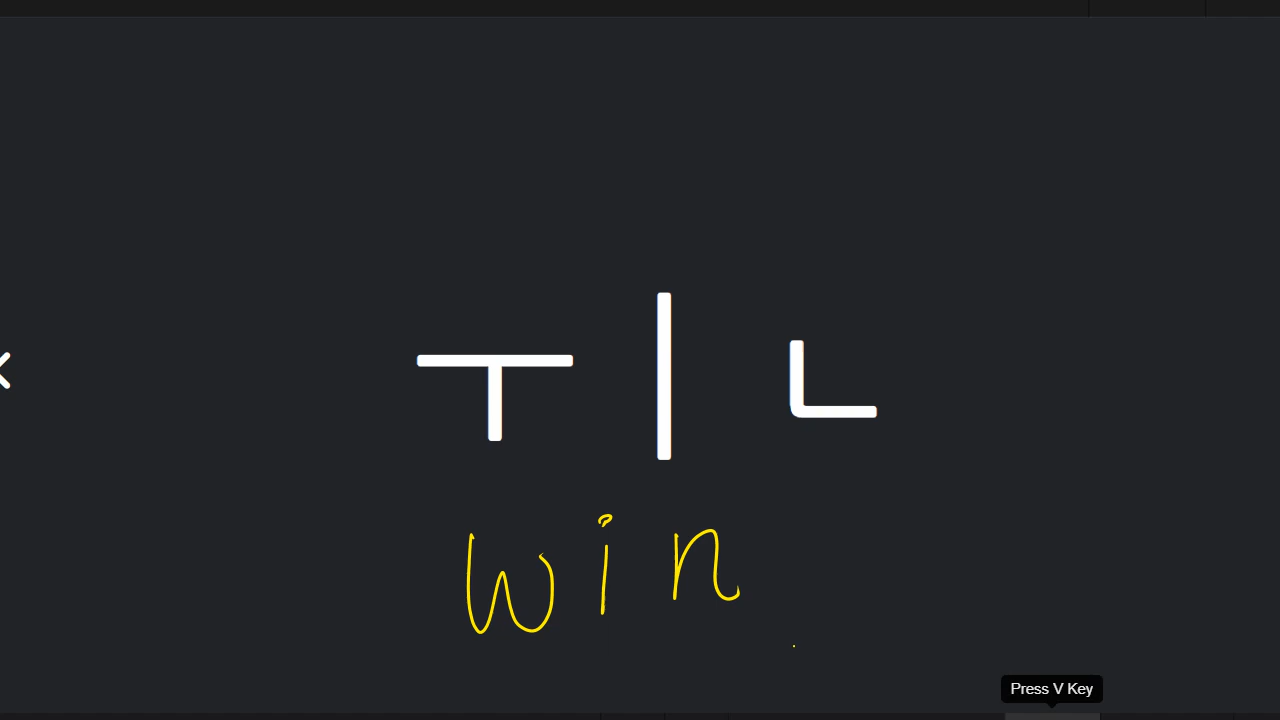 ㅜ ㅣ ㄴ
win
Press V Key